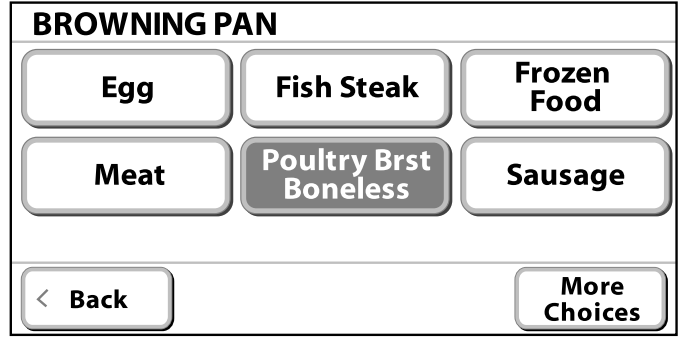 BROWNING PAN
Egg
Fish Steak
Frozen
Food
Meat
Poultry Brst
Boneless
Sausage
< Back
More
Choices